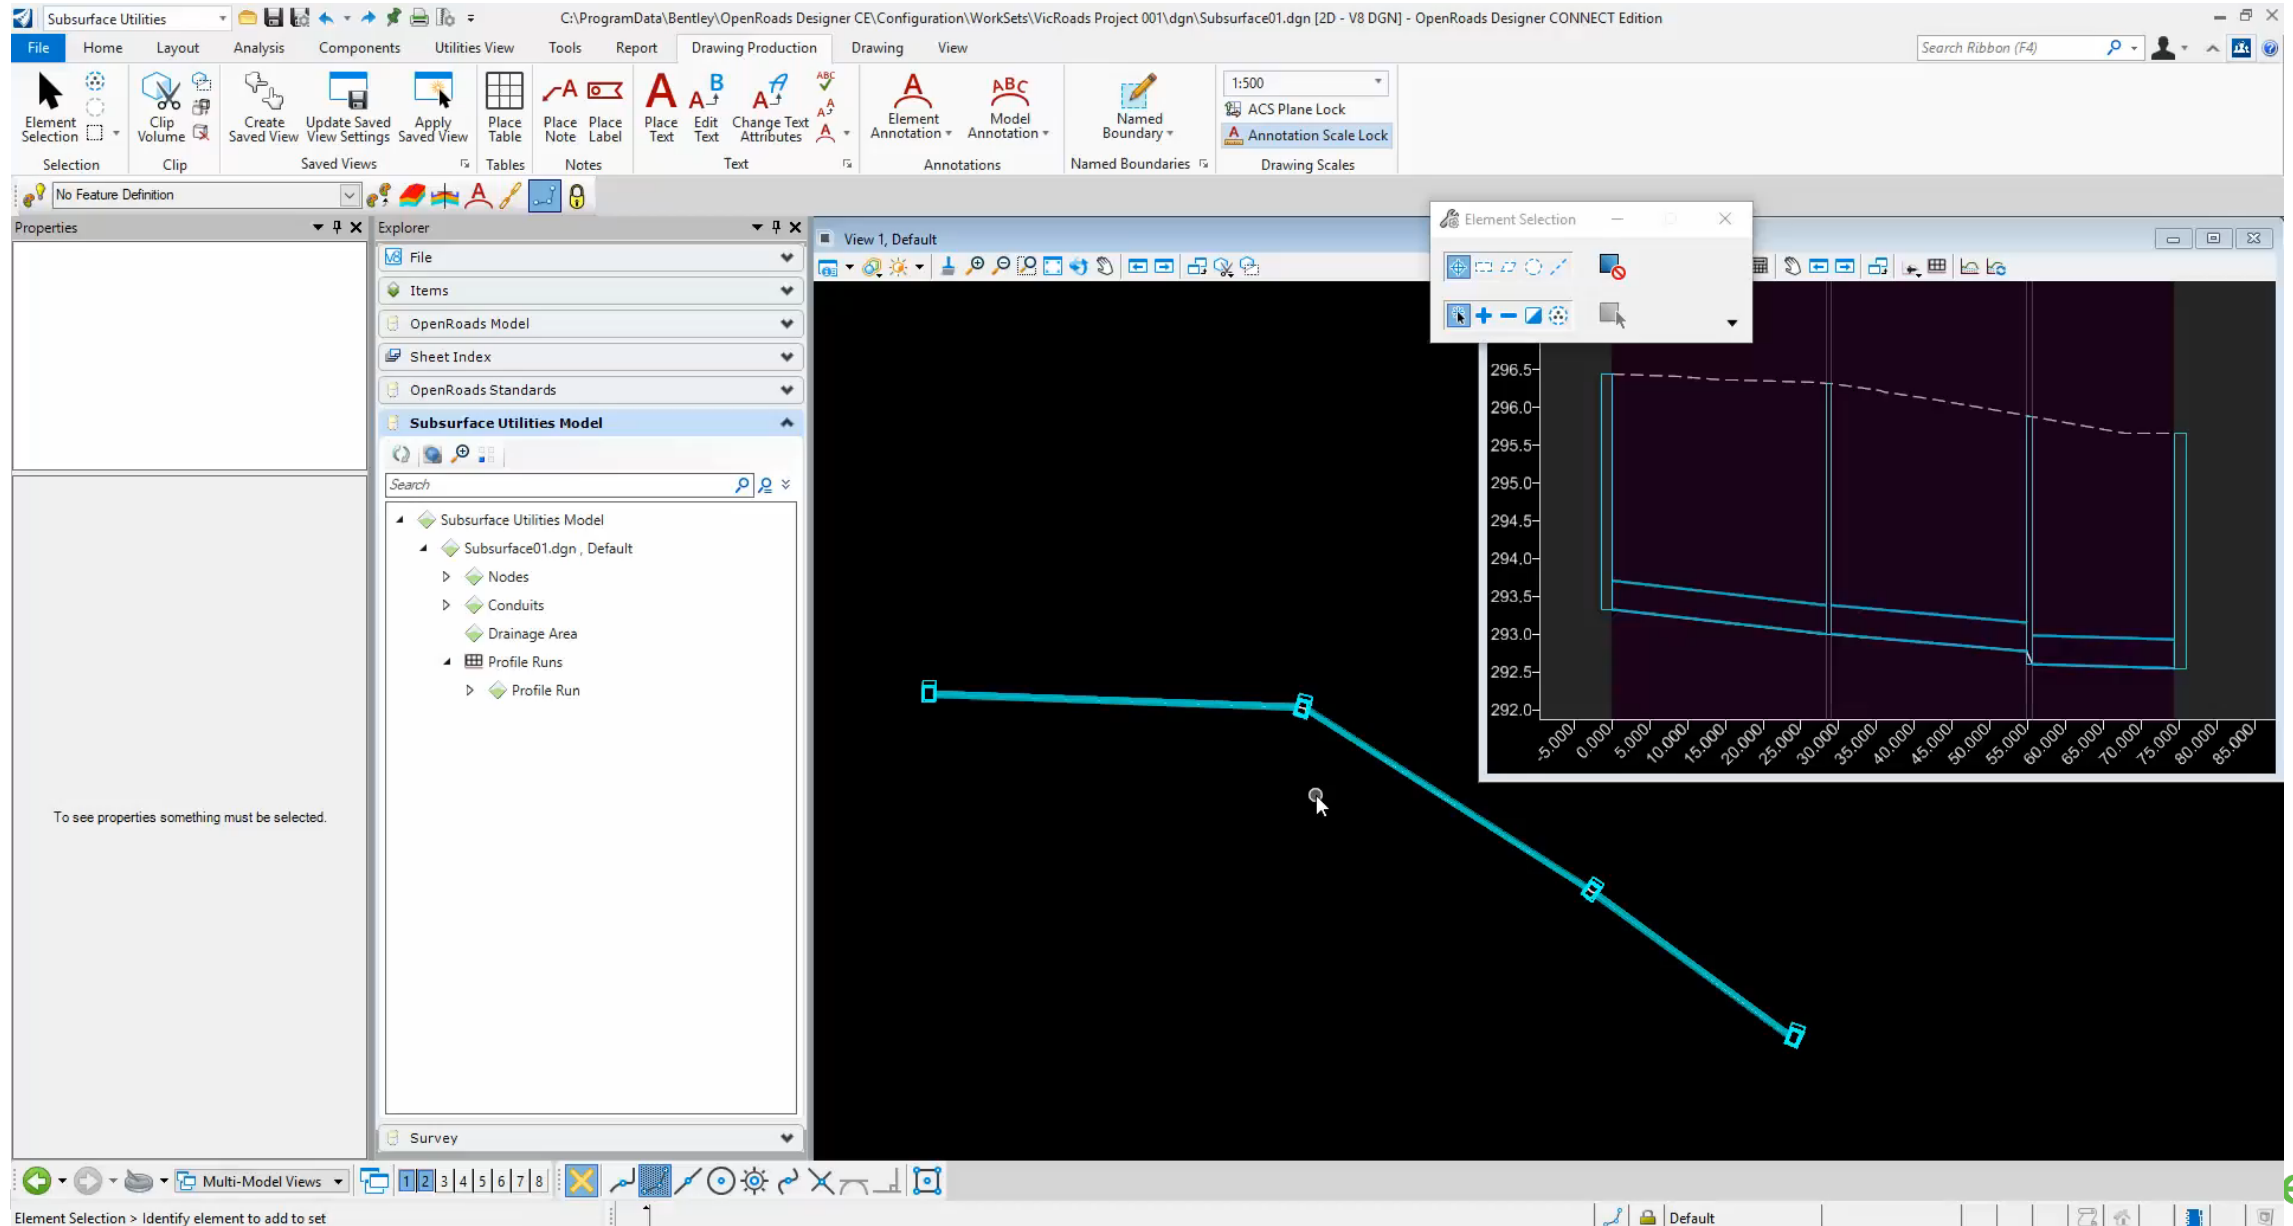 Subsurface Utilities
C:\ProgramData\Bentley\OpenRoads Designer CE\Configuration\WorkSets\VicRoads Project 001\dgn\Subsurface01.dgn [2D - V8 DGN] - OpenRoads Designer CONNECT Edition
File Home Layout Analysis Components Utilities View Tools Report Drawing Production Drawing View
Search Ribbon (F4)
Element Selection
Clip Volume
Create Saved View
Update Saved View Settings
Apply Saved View
Place Table
Place Note
Place Label
Place Text
Edit Text
Change Text Attributes
Element Annotation
Model Annotation
Named Boundary
1:500
ACS Plane Lock
Annotation Scale Lock
Selection Clip Saved Views Tables Notes Text Annotations Named Boundaries Drawing Scales
No Feature Definition
Properties
To see properties something must be selected.
Explorer
File
Items
OpenRoads Model
Sheet Index
OpenRoads Standards
Subsurface Utilities Model
Search
Subsurface Utilities Model
Subsurface01.dgn , Default
Nodes
Conduits
Drainage Area
Profile Runs
Profile Run
Survey
View 1, Default
Element Selection
296.5
296.0
295.5
295.0
294.5
294.0
293.5
293.0
292.5
292.0
-5.000 0.000 5.000 10.000 15.000 20.000 25.000 30.000 35.000 40.000 45.000 50.000 55.000 60.000 65.000 70.000 75.000 80.000 85.000
Multi-Model Views
1 2 3 4 5 6 7 8
Element Selection > Identify element to add to set
Default